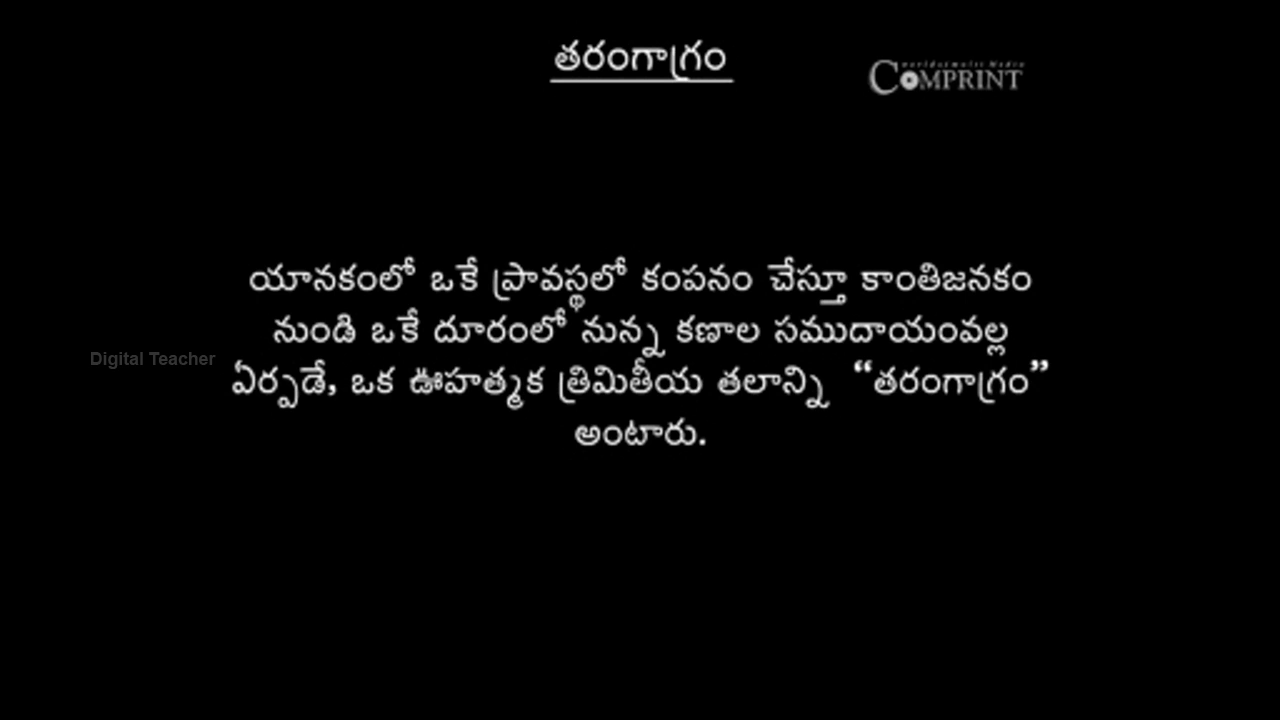 తరంగాగ్రం
COMPRINT
యానకంలో ఒకే ప్రావస్థలో కంపనం చేస్తూ కాంతిజనకం
నుండి ఒకే దూరంలో నున్న కణాల సముదాయంవల్ల
Digital Teacher
ఏర్పడే, ఒక ఊహత్మక త్రిమితీయ తలాన్ని “తరంగాగ్రం”
అంటారు.